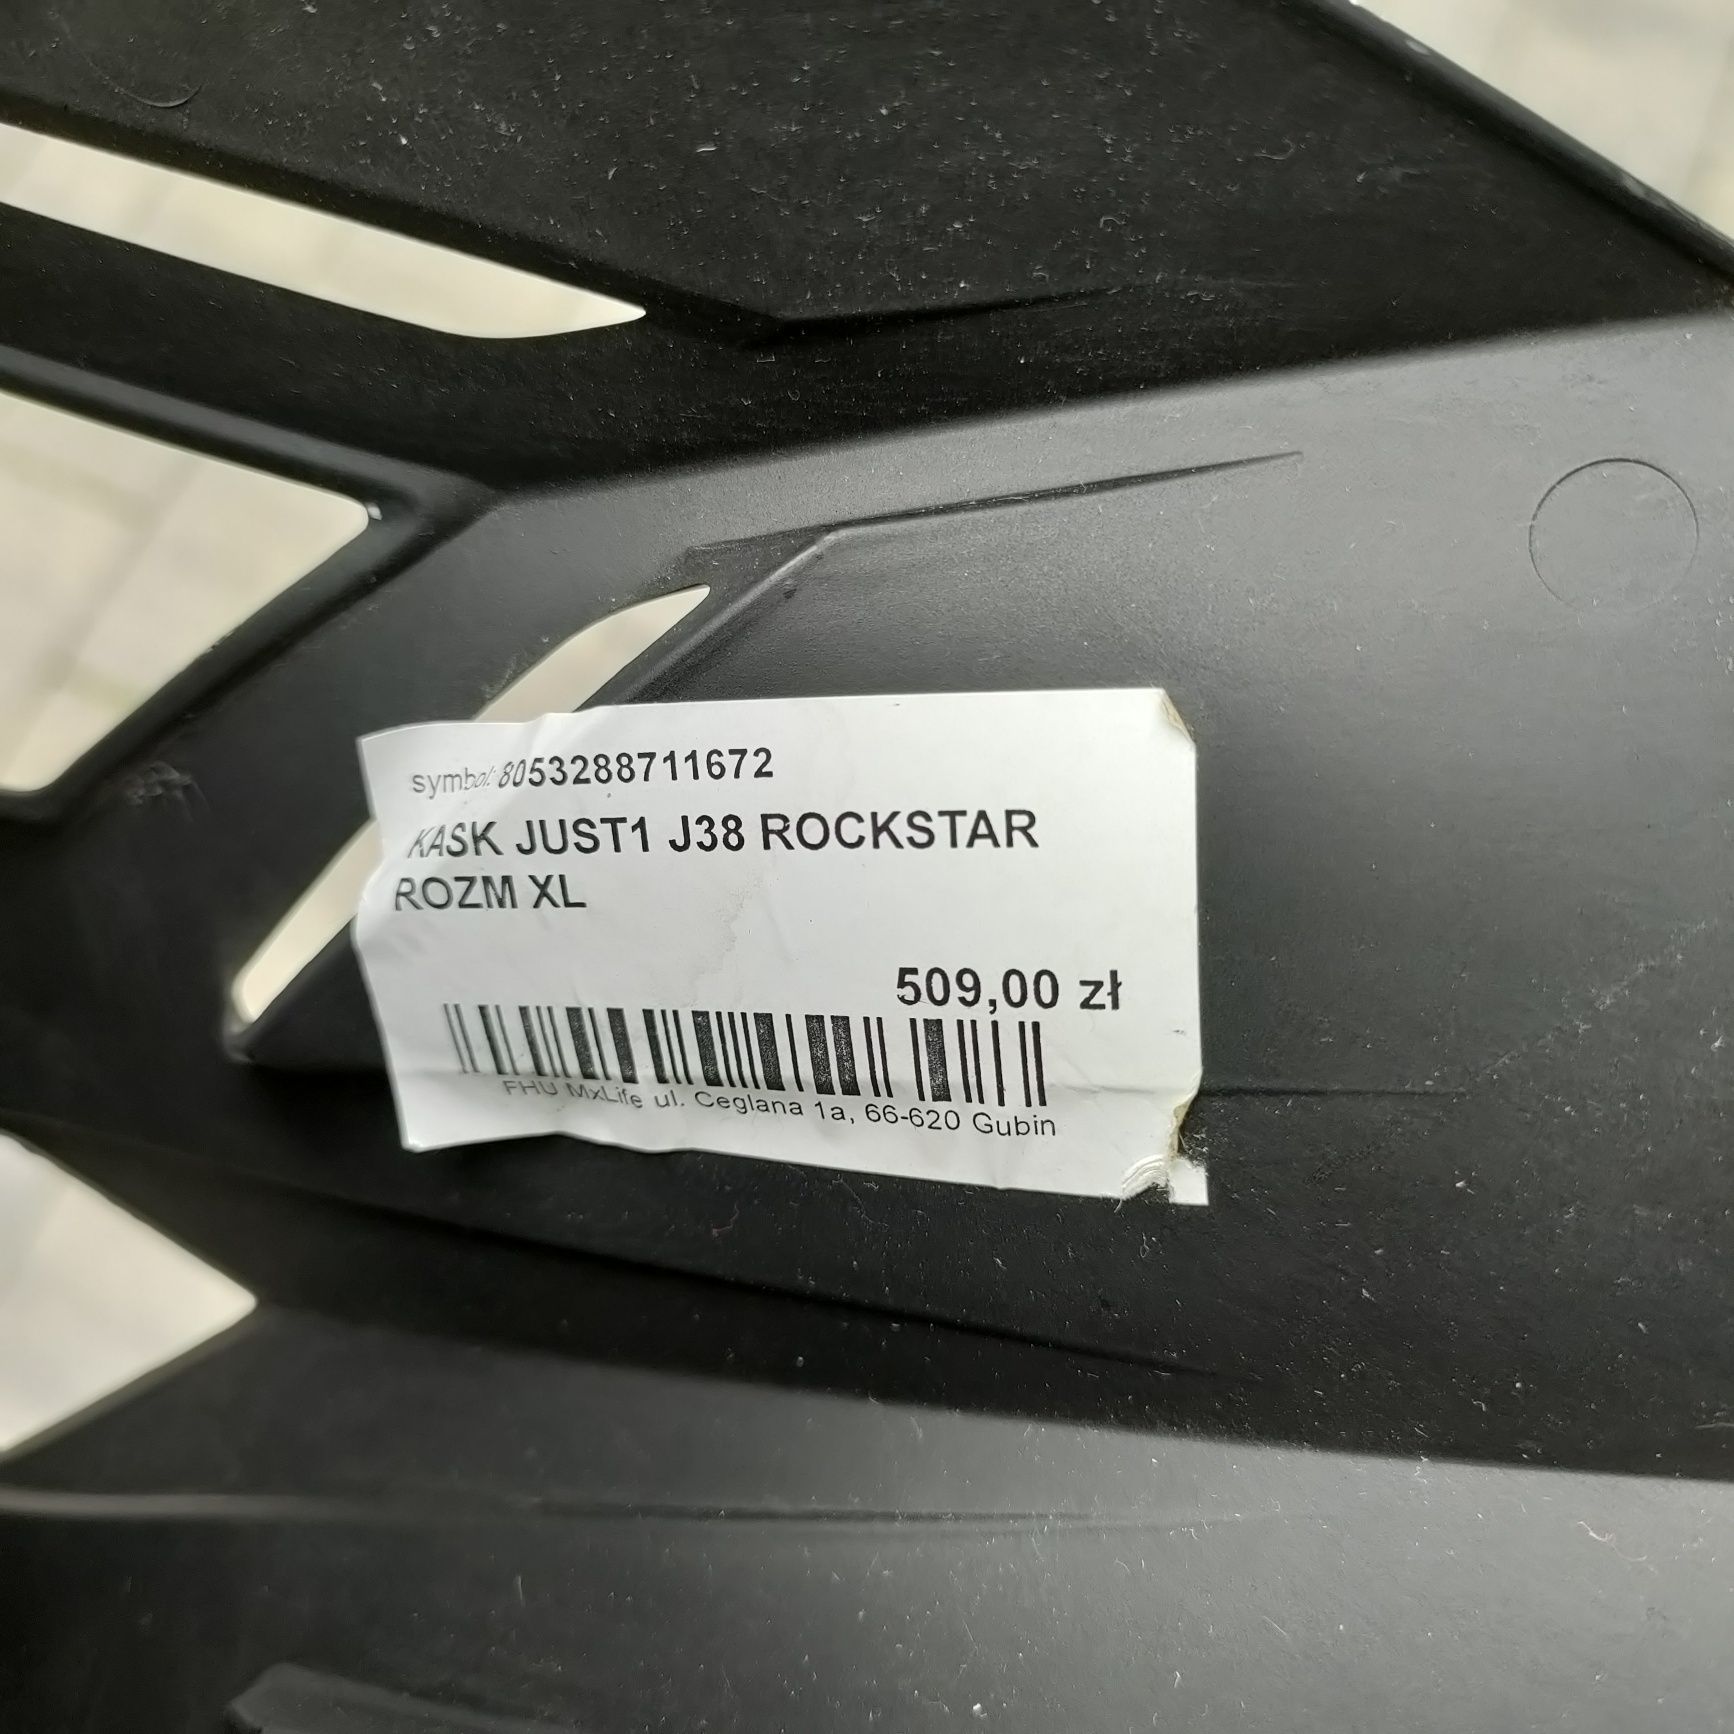 symbol: 8053288711672
KASK JUST1 J38 ROCKSTAR
ROZM XL
509,00 zł
FHU MxLife ul. Ceglana 1a, 66-620 Gubin